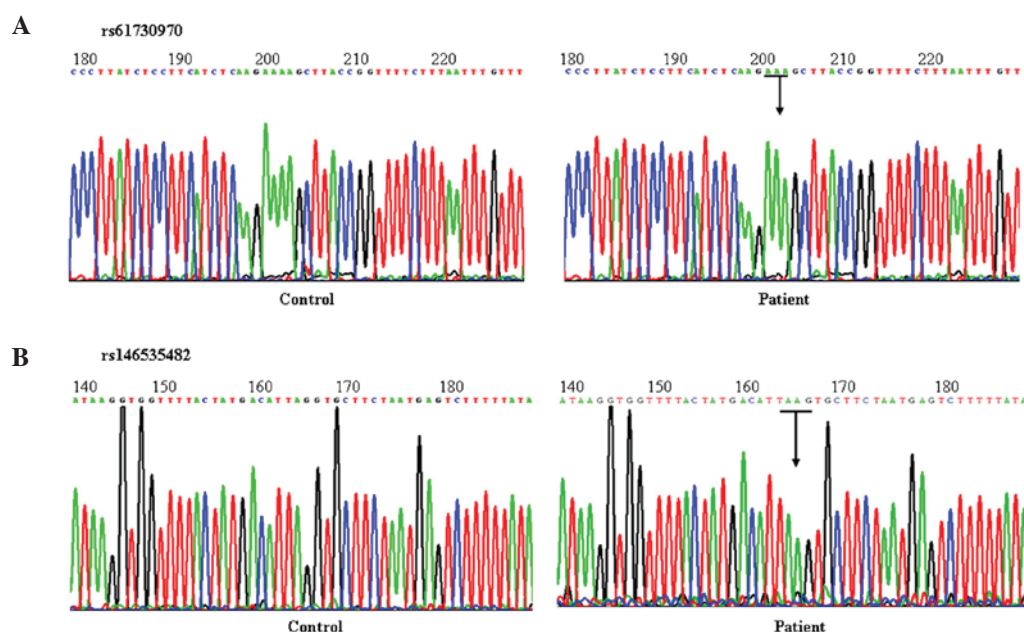 A
rs61730970
180 190 200 210 220
CCCTTATCTCCTTCATCTCAAGAAAAGCTTACCGGTTTTCTTTAATTTGTTT
Control
180 190 200 210 220
CCCTTATCTCCTTCATCTCAAGAAAGCTTACCGGTTTTCTTTAATTTGTT
Patient
B
rs146535482
140 150 160 170 180
ATAAGGTGGTTTTACTATGACATTAGGTGCTTCTAATGAGTCTTTTTATA
Control
140 150 160 170 180
ATAAGGTGGTTTTACTATGACATTAAGTGCTTCTAATGAGTCTTTTTATA
Patient